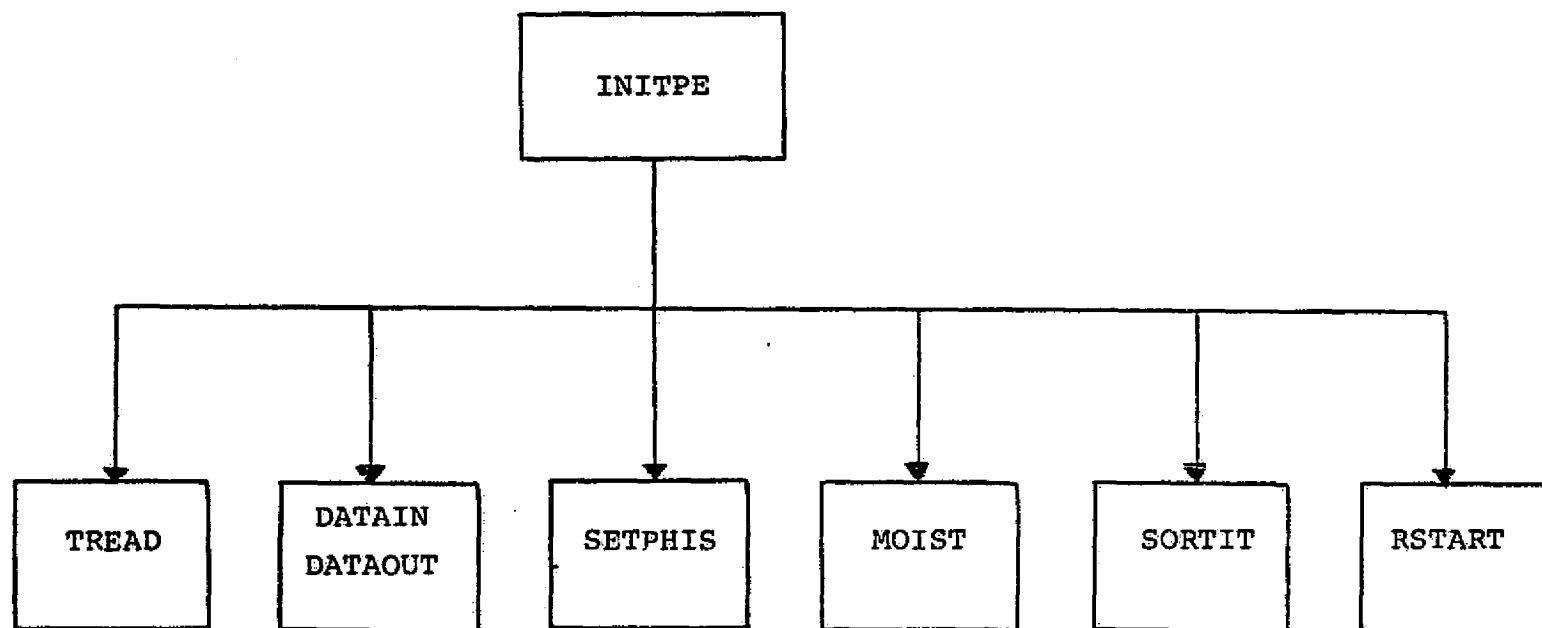 INITPE
TREAD
DATAIN
DATAOUT
SETPHIS
MOIST
SORTIT
RSTART